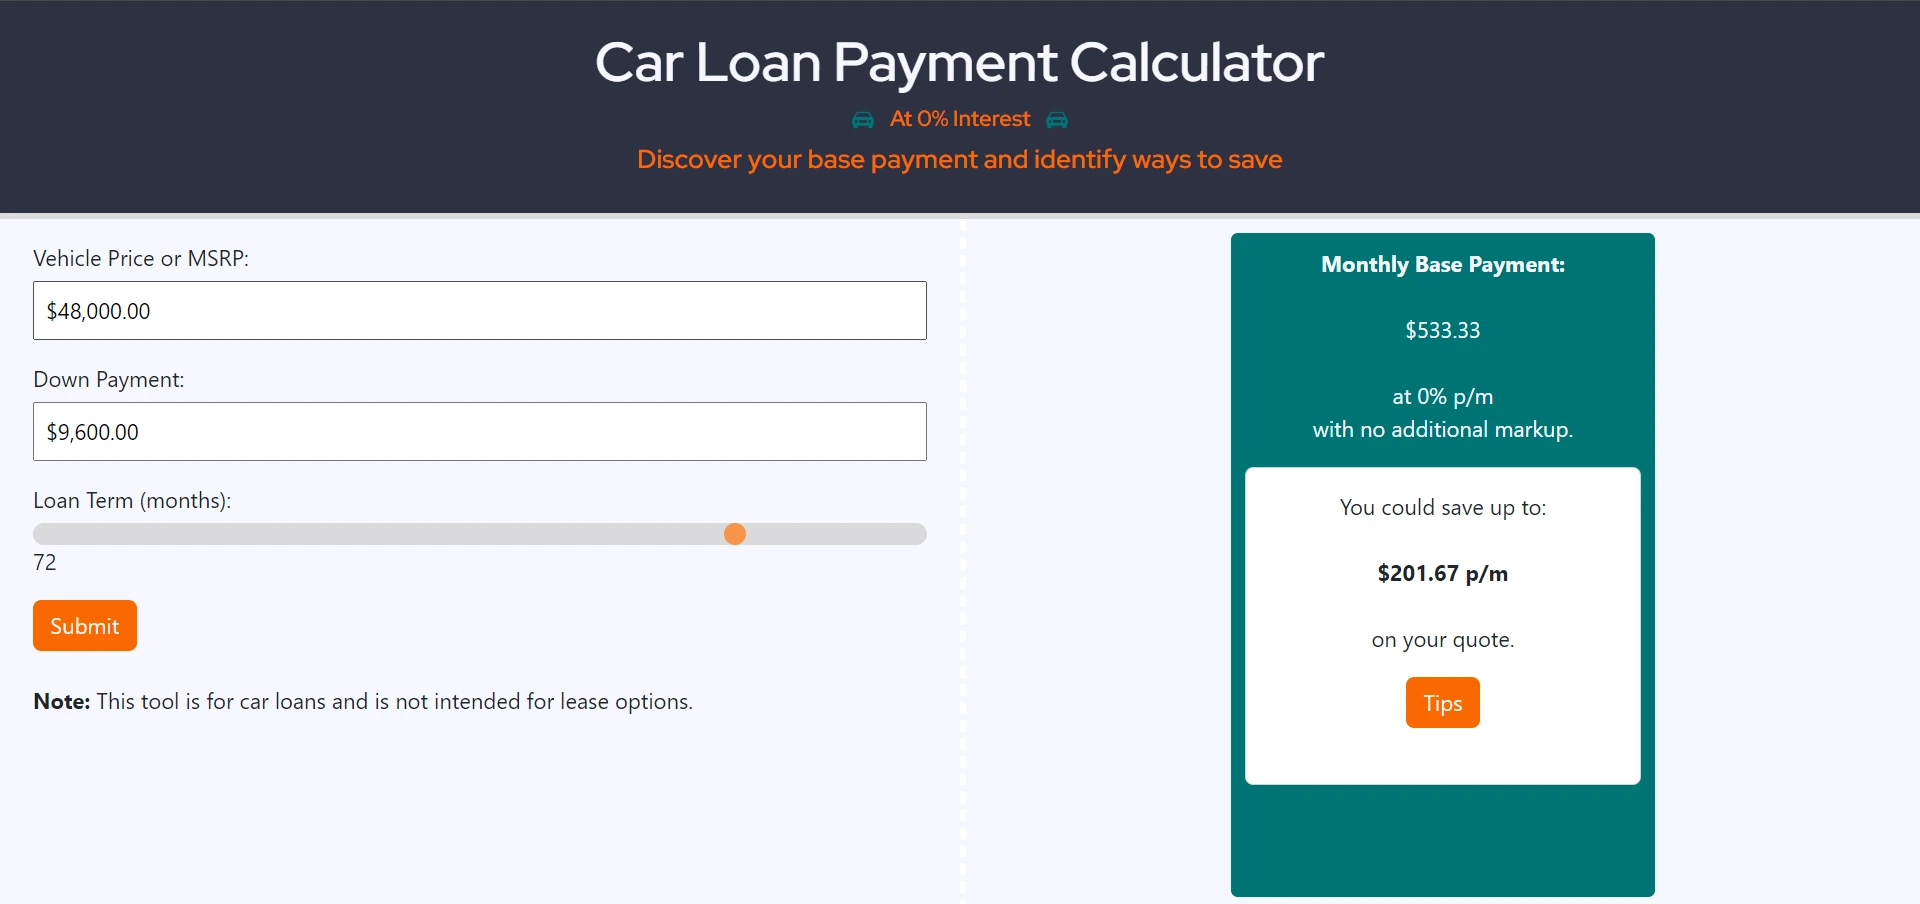 Car Loan Payment Calculator
At 0% Interest
Discover your base payment and identify ways to save
Vehicle Price or MSRP:
$48,000.00
Down Payment:
$9,600.00
Loan Term (months):
72
Submit
Note: This tool is for car loans and is not intended for lease options.
Monthly Base Payment:
$533.33
at 0% p/m
with no additional markup.
You could save up to:
$201.67 p/m
on your quote.
Tips